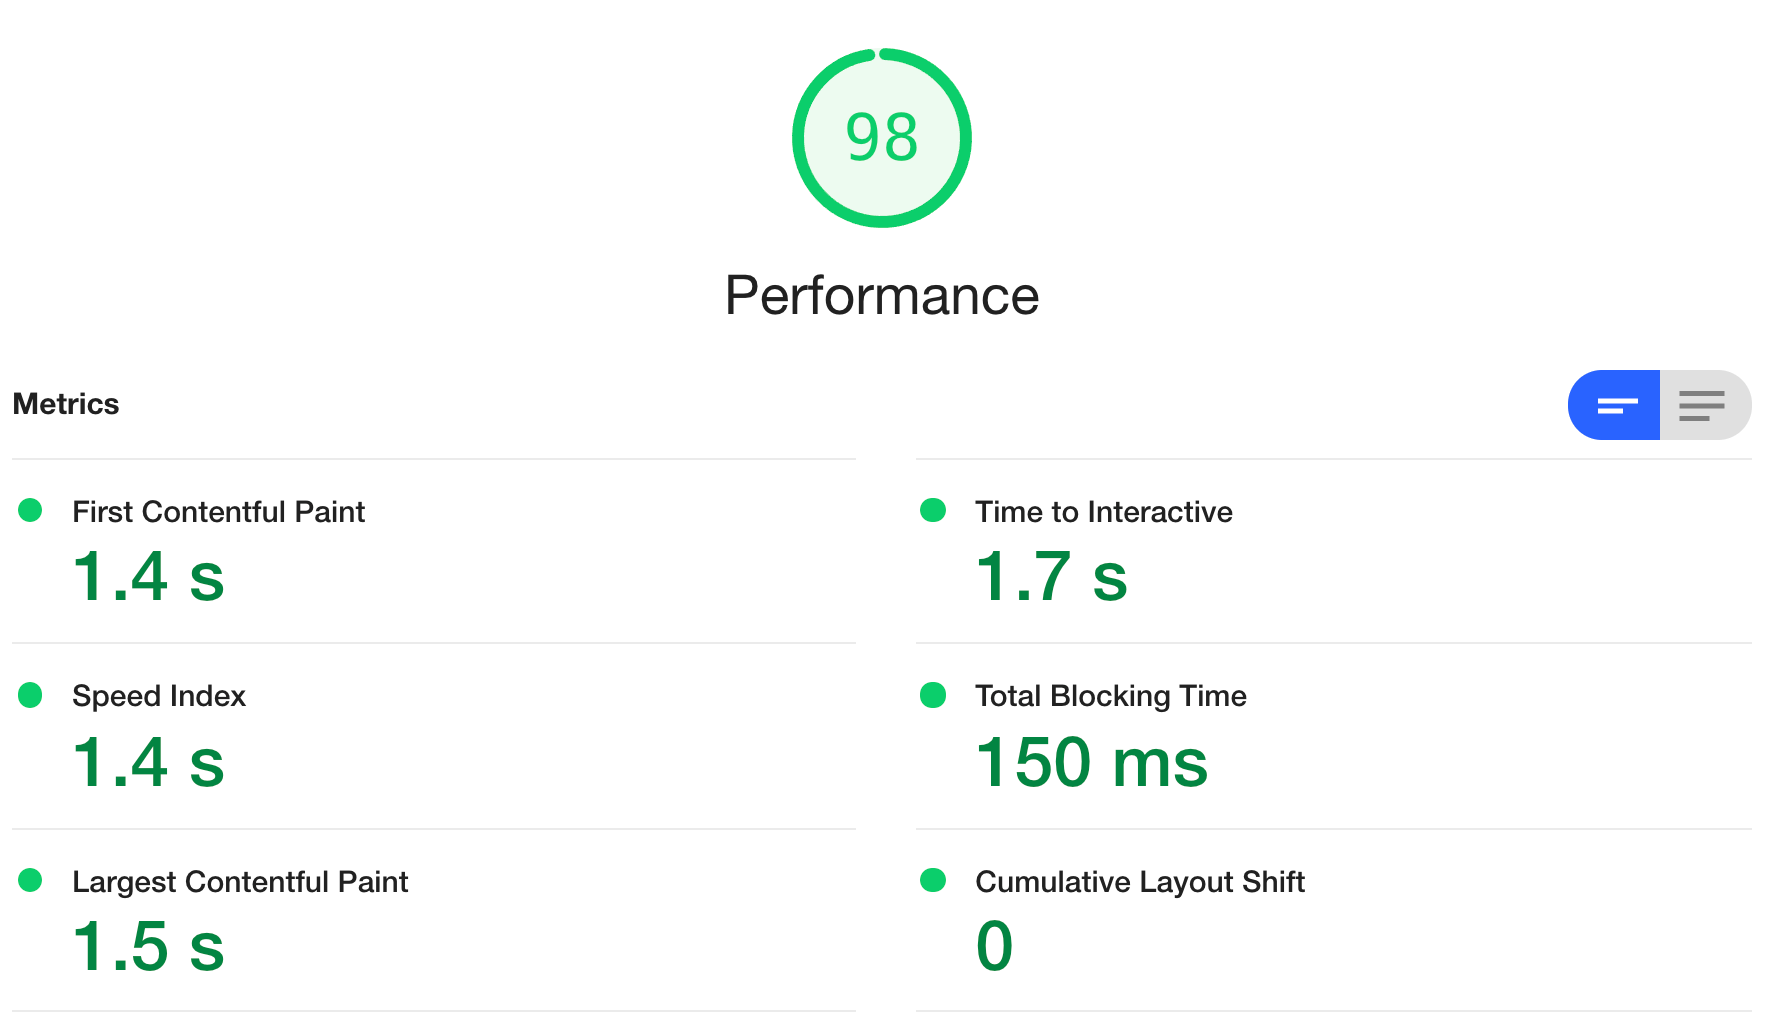 98
Performance
Metrics
First Contentful Paint
1.4 s
Time to Interactive
1.7 s
Speed Index
1.4 s
Total Blocking Time
150 ms
Largest Contentful Paint
1.5 s
Cumulative Layout Shift
0